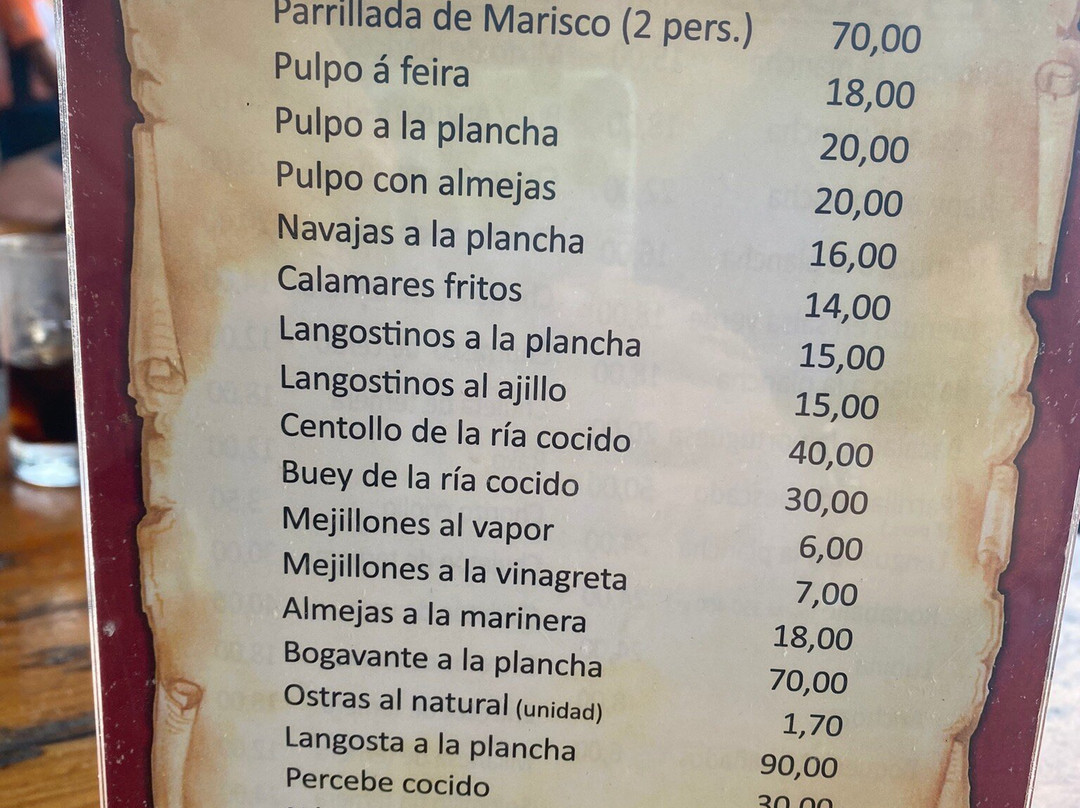 Parrillada de Marisco (2 pers.) 70,00
Pulpo á feira 18,00
Pulpo a la plancha 20,00
Pulpo con almejas 20,00
Navajas a la plancha 16,00
Calamares fritos 14,00
Langostinos a la plancha 15,00
Langostinos al ajillo 15,00
Centollo de la ría cocido 40,00
Buey de la ría cocido 30,00
Mejillones al vapor 6,00
Mejillones a la vinagreta 7,00
Almejas a la marinera 18,00
Bogavante a la plancha 70,00
Ostras al natural (unidad) 1,70
Langosta a la plancha 90,00
Percebe cocido 30,00